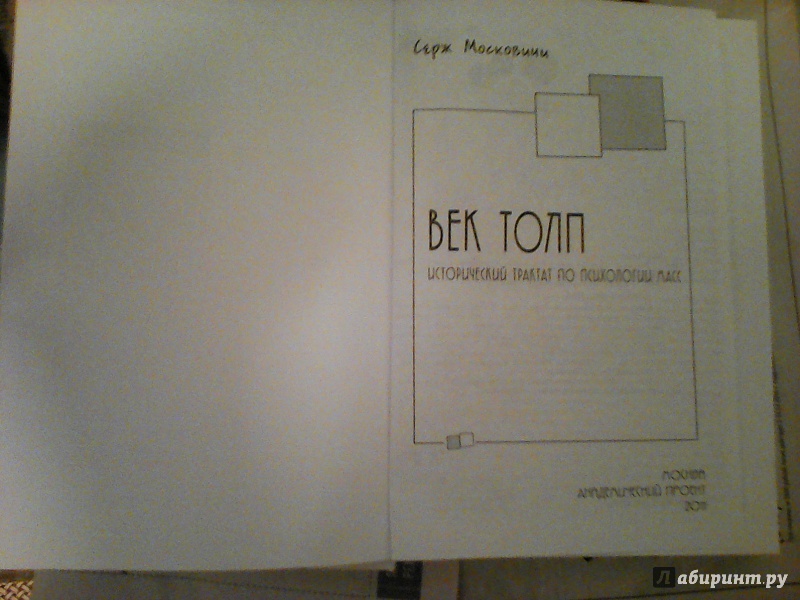 Серж Московичи
ВЕК ТОЛП
ИСТОРИЧЕСКИЙ ТРАКТАТ ПО ПСИХОЛОГИИ МАСС
МОСКВА
АКАДЕМИЧЕСКИЙ ПРОЕКТ
2011
Лабиринт.ру